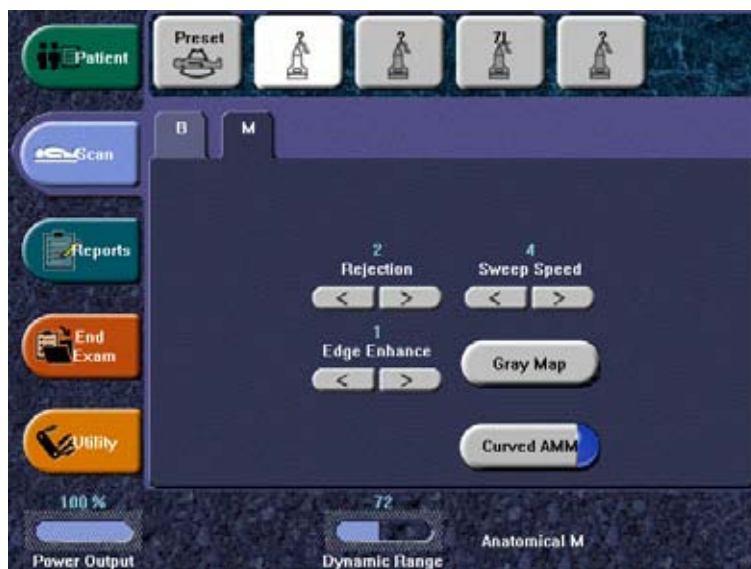 Patient
Preset
?
?
7L
?
Scan
B
M
Reports
2
Rejection
< >
4
Sweep Speed
< >
1
Edge Enhance
< >
Gray Map
End
Exam
Utility
Curved AMM
100 %
Power Output
72
Dynamic Range
Anatomical M